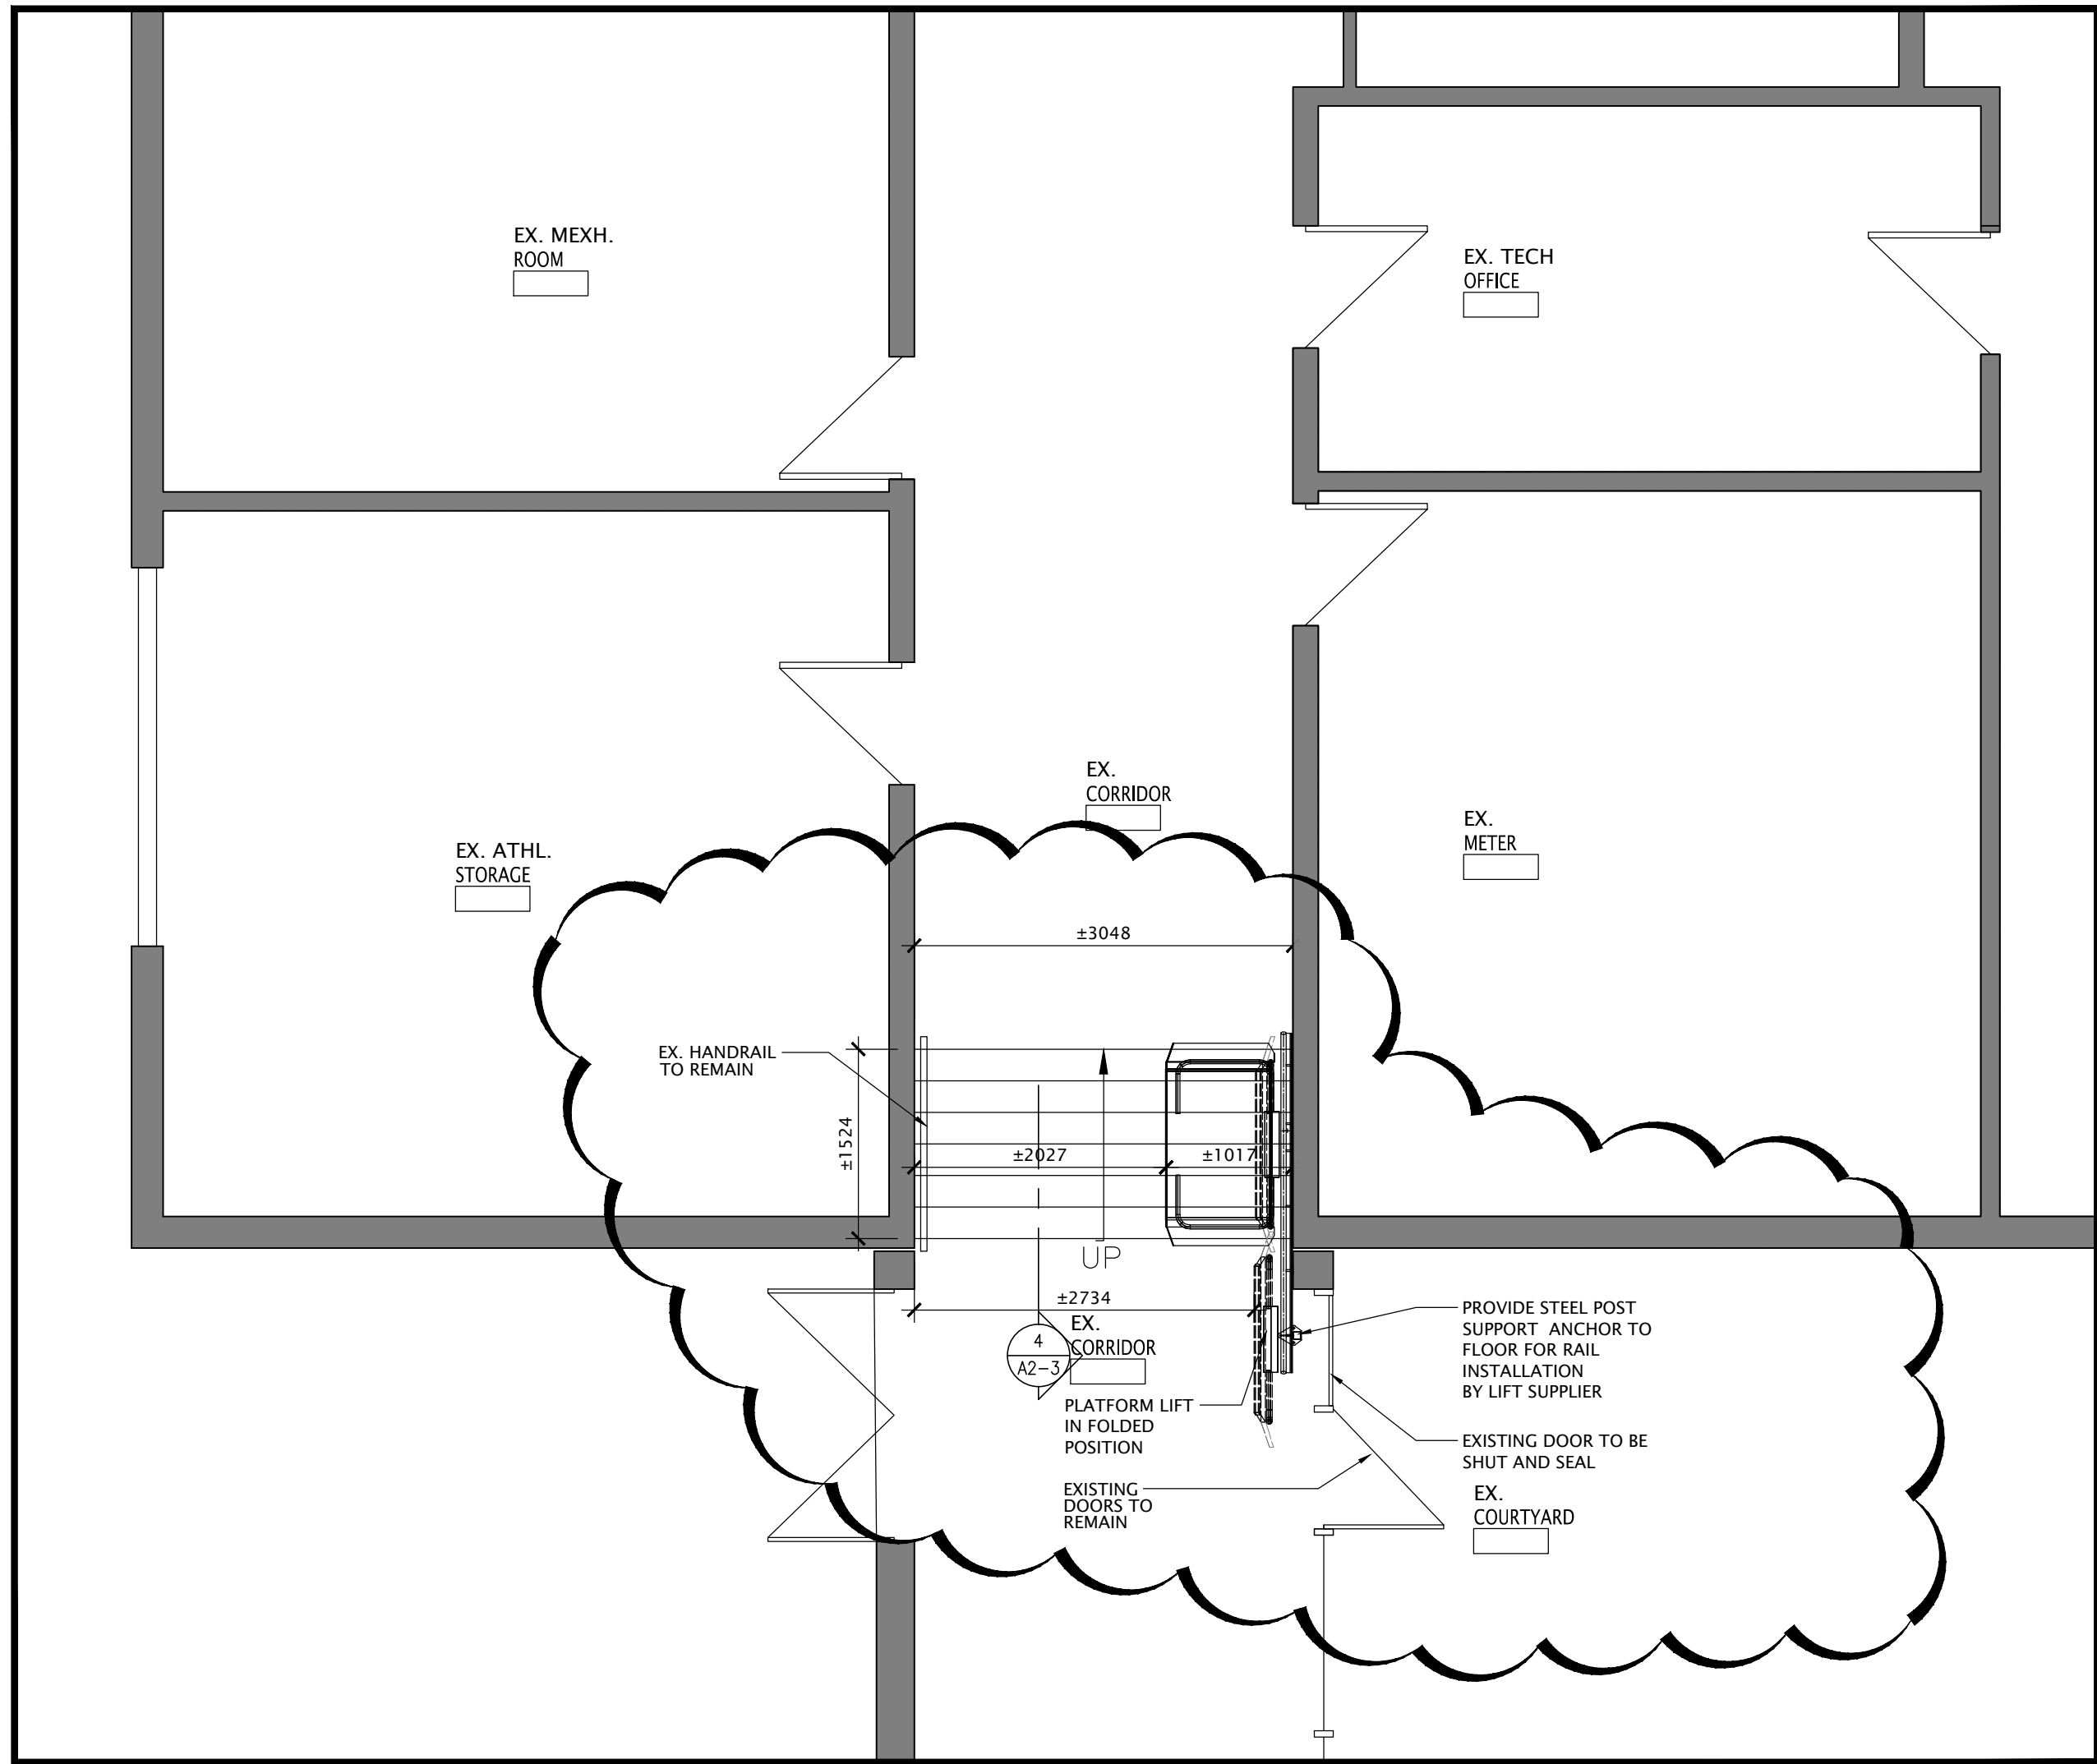 EX. MEXH.
ROOM
EX. TECH
OFFICE
EX.
CORRIDOR
EX.
METER
EX. ATHL.
STORAGE
±3048
EX. HANDRAIL
TO REMAIN
±1524
±2027
±1017
UP
±2734
EX.
CORRIDOR
4
A2-3
PLATFORM LIFT
IN FOLDED
POSITION
EXISTING
DOORS TO
REMAIN
PROVIDE STEEL POST
SUPPORT ANCHOR TO
FLOOR FOR RAIL
INSTALLATION
BY LIFT SUPPLIER
EXISTING DOOR TO BE
SHUT AND SEAL
EX.
COURTYARD